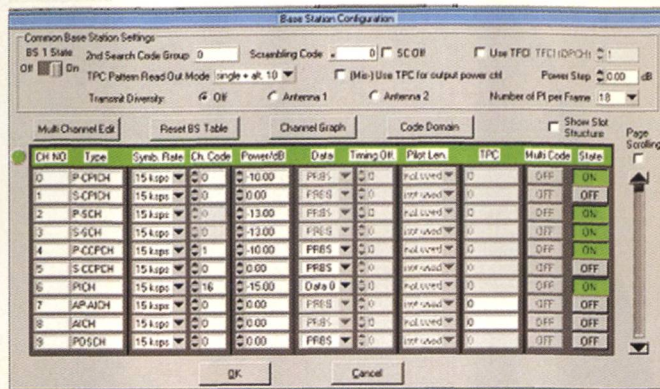 Base Station Configuration
Common Base Station Settings
BS 1 State
Off On
2nd Search Code Group 0
Scrambling Code 0
SC Off
Use TFCI TFCI (DPCH) 1
TPC Pattern Read Out Mode single + alt. 10
(Mis-) Use TPC for output power ctrl
Power Step 0.00 dB
Transmit Diversity: Off Antenna 1 Antenna 2
Number of PI per Frame 18
Multi Channel Edit Reset BS Table Channel Graph Code Domain Show Slot Structure Page Scrolling
CH NO. Type Symb. Rate Ch. Code Power/dB Data Timing Off. Pilot Len. TPC Multi Code State
0 P-CPICH 15 ksps 0 -10.00 PRBS 0 not used 0 OFF ON
1 S-CPICH 15 ksps 0 0.00 PRBS 0 not used 0 OFF OFF
2 P-SCH 15 ksps 0 -13.00 PRBS 0 not used 0 OFF ON
3 S-SCH 15 ksps 0 -13.00 PRBS 0 not used 0 OFF ON
4 P-CCPCH 15 ksps 1 -10.00 PRBS 0 not used 0 OFF ON
5 S-CCPCH 15 ksps 0 0.00 PRBS 0 not used 0 OFF OFF
6 PICH 15 ksps 16 -15.00 Data 0 0 not used 0 OFF ON
7 AP-AICH 15 ksps 0 0.00 PRBS 0 not used 0 OFF OFF
8 AICH 15 ksps 0 0.00 PRBS 0 not used 0 OFF OFF
9 PDSCH 15 ksps 0 0.00 PRBS 0 not used 0 OFF OFF
OK Cancel